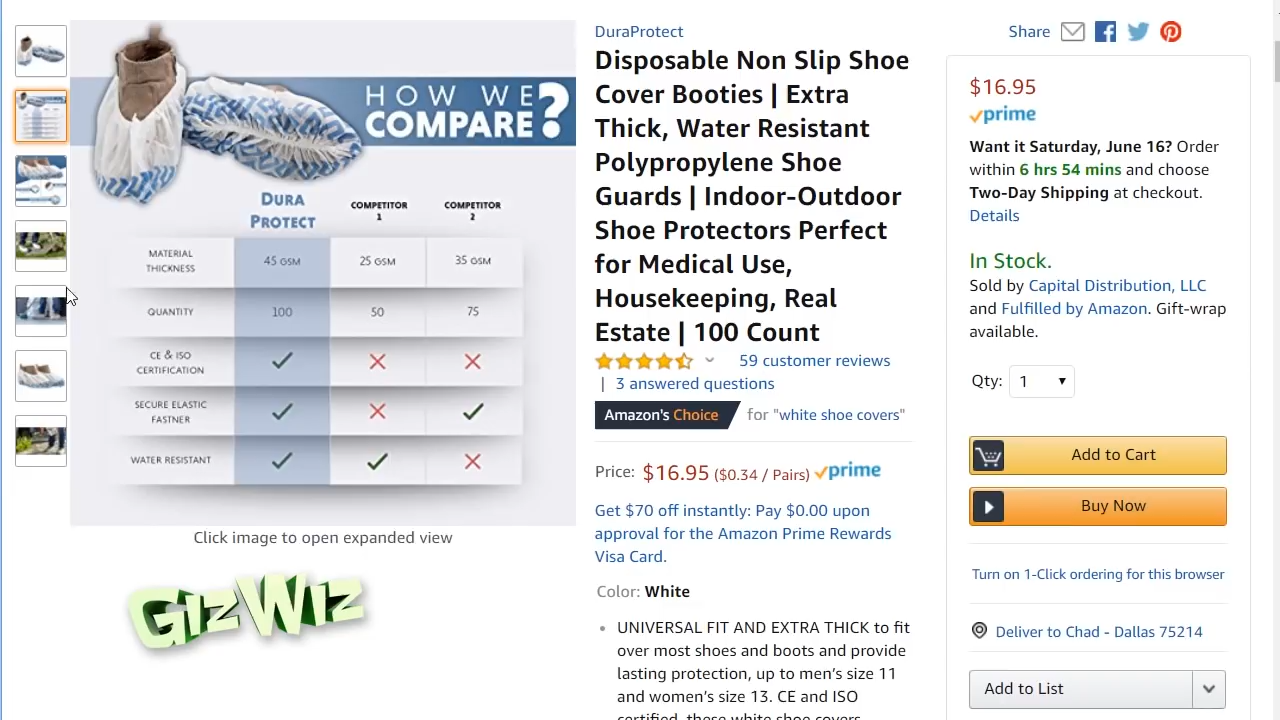 HOW WE
COMPARE?
DURA
PROTECT
COMPETITOR
1
COMPETITOR
2
MATERIAL
THICKNESS
45 GSM
25 GSM
35 GSM
QUANTITY
100
50
75
CE & ISO
CERTIFICATION
SECURE ELASTIC
FASTNER
WATER RESISTANT
Click image to open expanded view
GIZWIZ
DuraProtect
Disposable Non Slip Shoe
Cover Booties | Extra
Thick, Water Resistant
Polypropylene Shoe
Guards | Indoor-Outdoor
Shoe Protectors Perfect
for Medical Use,
Housekeeping, Real
Estate | 100 Count
59 customer reviews
| 3 answered questions
Amazon's Choice for "white shoe covers"
Price: $16.95 ($0.34 / Pairs) prime
Get $70 off instantly: Pay $0.00 upon
approval for the Amazon Prime Rewards
Visa Card.
Color: White
• UNIVERSAL FIT AND EXTRA THICK to fit
over most shoes and boots and provide
lasting protection, up to men's size 11
and women's size 13. CE and ISO
certified, these white shoe covers
Share
$16.95
prime
Want it Saturday, June 16? Order
within 6 hrs 54 mins and choose
Two-Day Shipping at checkout.
Details
In Stock.
Sold by Capital Distribution, LLC
and Fulfilled by Amazon. Gift-wrap
available.
Qty: 1
Add to Cart
Buy Now
Turn on 1-Click ordering for this browser
Deliver to Chad - Dallas 75214
Add to List